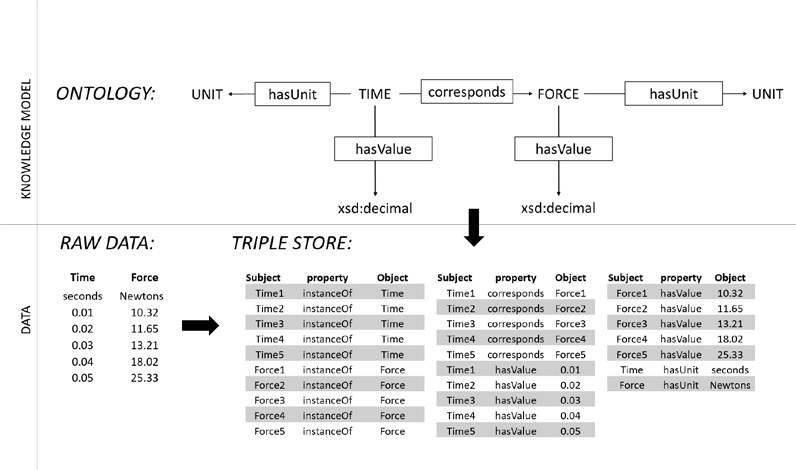 KNOWLEDGE MODEL
ONTOLOGY:
UNIT hasUnit TIME corresponds FORCE hasUnit UNIT
hasValue hasValue
xsd:decimal xsd:decimal
DATA
RAW DATA:
Time Force
seconds Newtons
0.01 10.32
0.02 11.65
0.03 13.21
0.04 18.02
0.05 25.33
TRIPLE STORE:
Subject property Object
Time1 instanceOf Time
Time2 instanceOf Time
Time3 instanceOf Time
Time4 instanceOf Time
Time5 instanceOf Time
Force1 instanceOf Force
Force2 instanceOf Force
Force3 instanceOf Force
Force4 instanceOf Force
Force5 instanceOf Force
Subject property Object
Time1 corresponds Force1
Time2 corresponds Force2
Time3 corresponds Force3
Time4 corresponds Force4
Time5 corresponds Force5
Time1 hasValue 0.01
Time2 hasValue 0.02
Time3 hasValue 0.03
Time4 hasValue 0.04
Time5 hasValue 0.05
Subject property Object
Force1 hasValue 10.32
Force2 hasValue 11.65
Force3 hasValue 13.21
Force4 hasValue 18.02
Force5 hasValue 25.33
Time hasUnit seconds
Force hasUnit Newtons